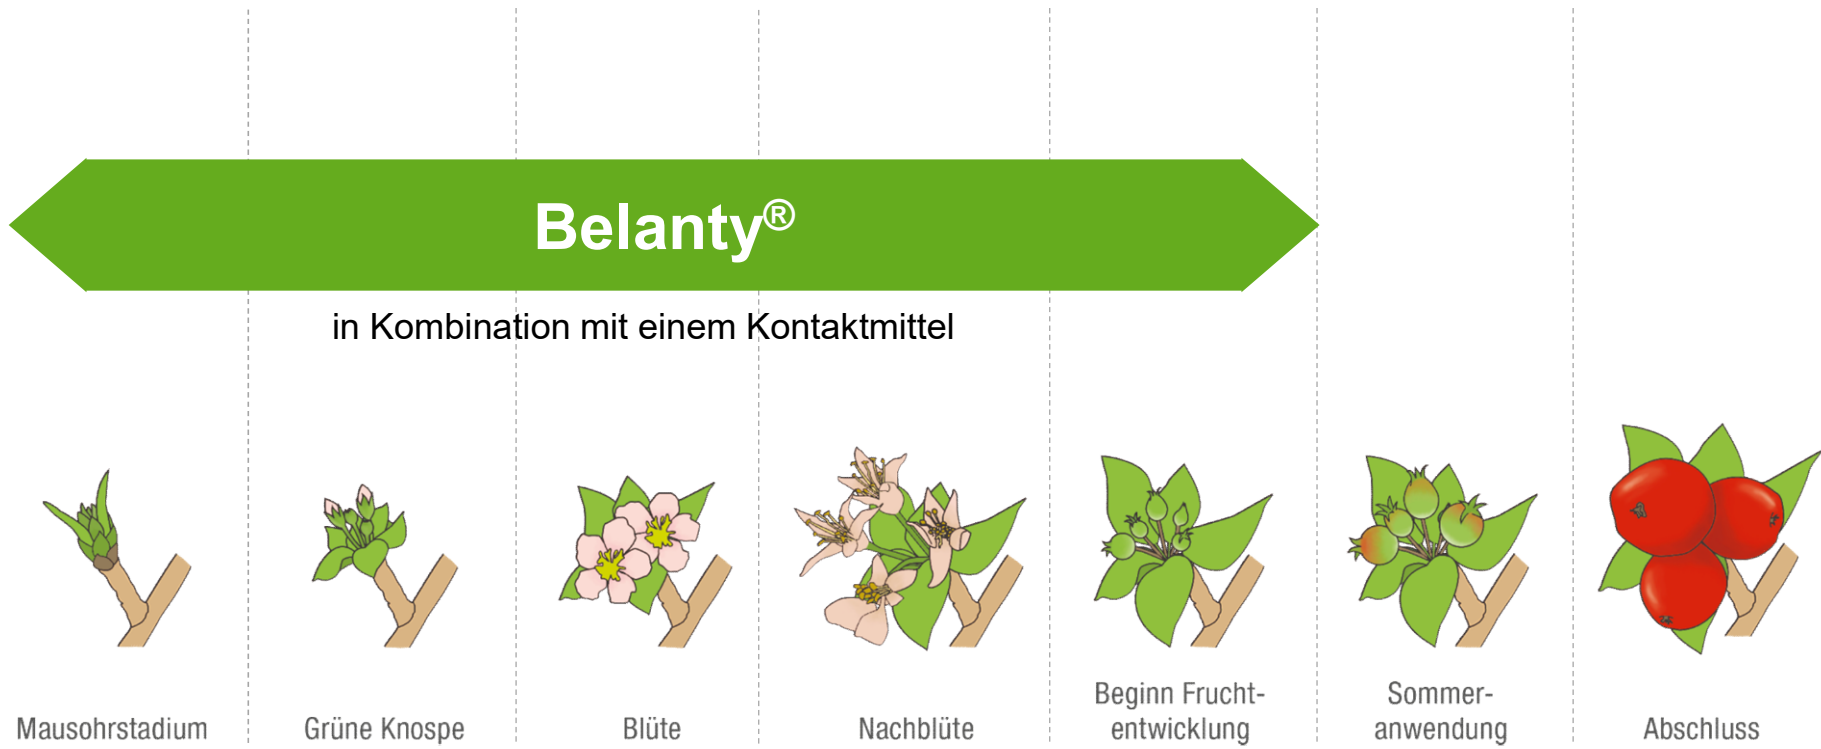 Belanty®
in Kombination mit einem Kontaktmittel
Mausohrstadium
Grüne Knospe
Blüte
Nachblüte
Beginn Frucht-
entwicklung
Sommer-
anwendung
Abschluss